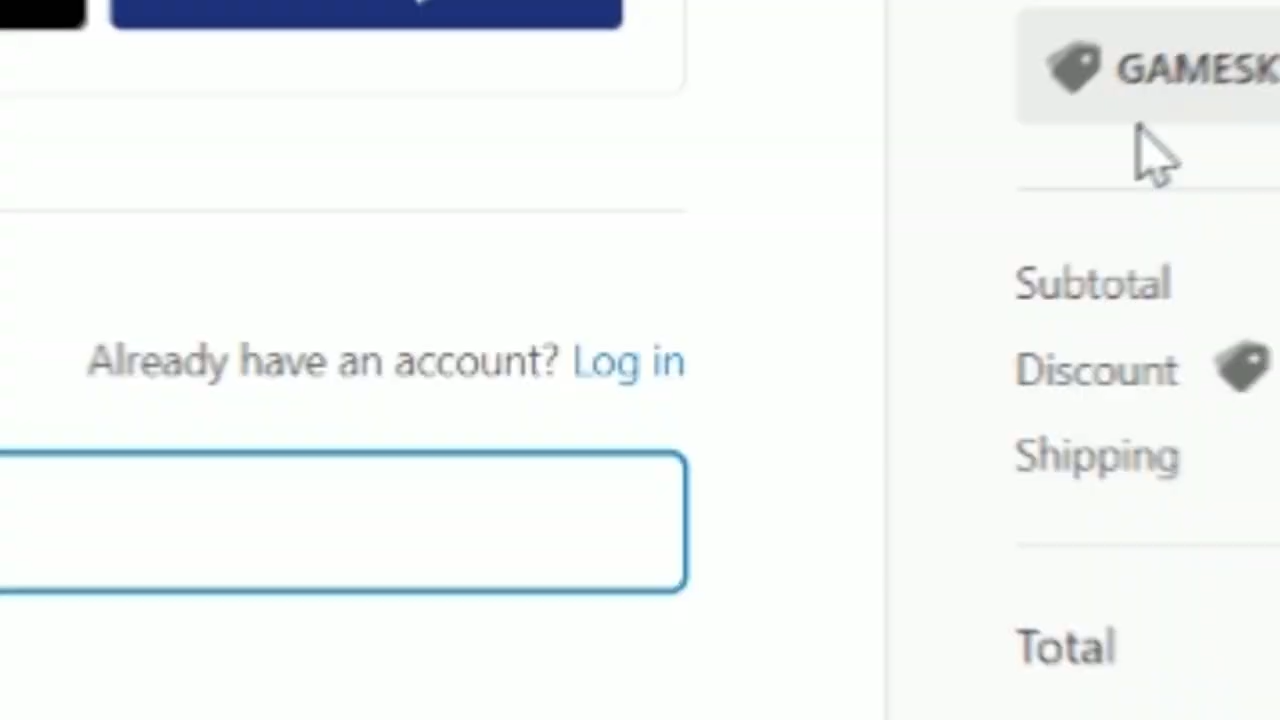 GAMESK
Already have an account? Log in
Subtotal
Discount
Shipping
Total